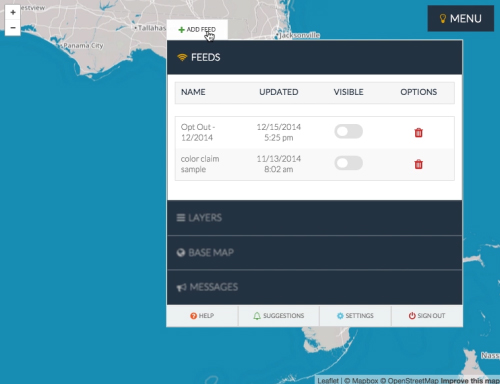 estview
+
−
Tallahas
Panama City
Jacksonville
+ ADD FEED
MENU
FEEDS
NAME UPDATED VISIBLE OPTIONS
Opt Out - 12/15/2014
12/2014 5:25 pm
color claim 11/13/2014
sample 8:02 am
LAYERS
BASE MAP
MESSAGES
HELP SUGGESTIONS SETTINGS SIGN OUT
Nass
Leaflet | © Mapbox © OpenStreetMap Improve this map